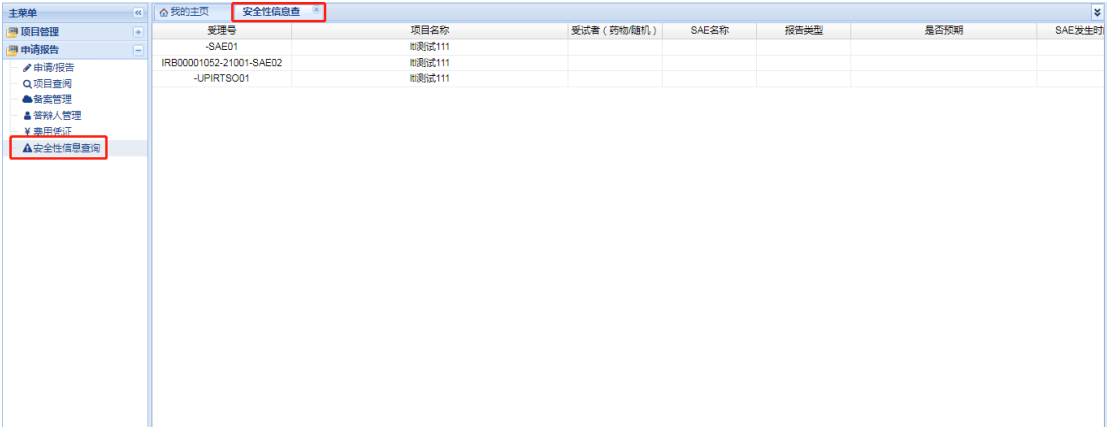 主菜单
我的主页
安全性信息查
项目管理
申请报告
申请/报告
项目查阅
备案管理
答辩人管理
¥ 费用凭证
安全性信息查询
受理号 项目名称 受试者（药物/随机） SAE名称 报告类型 是否预期 SAE发生时
-SAE01 ltl测试111
IRB00001052-21001-SAE02 ltl测试111
-UPIRTSO01 ltl测试111